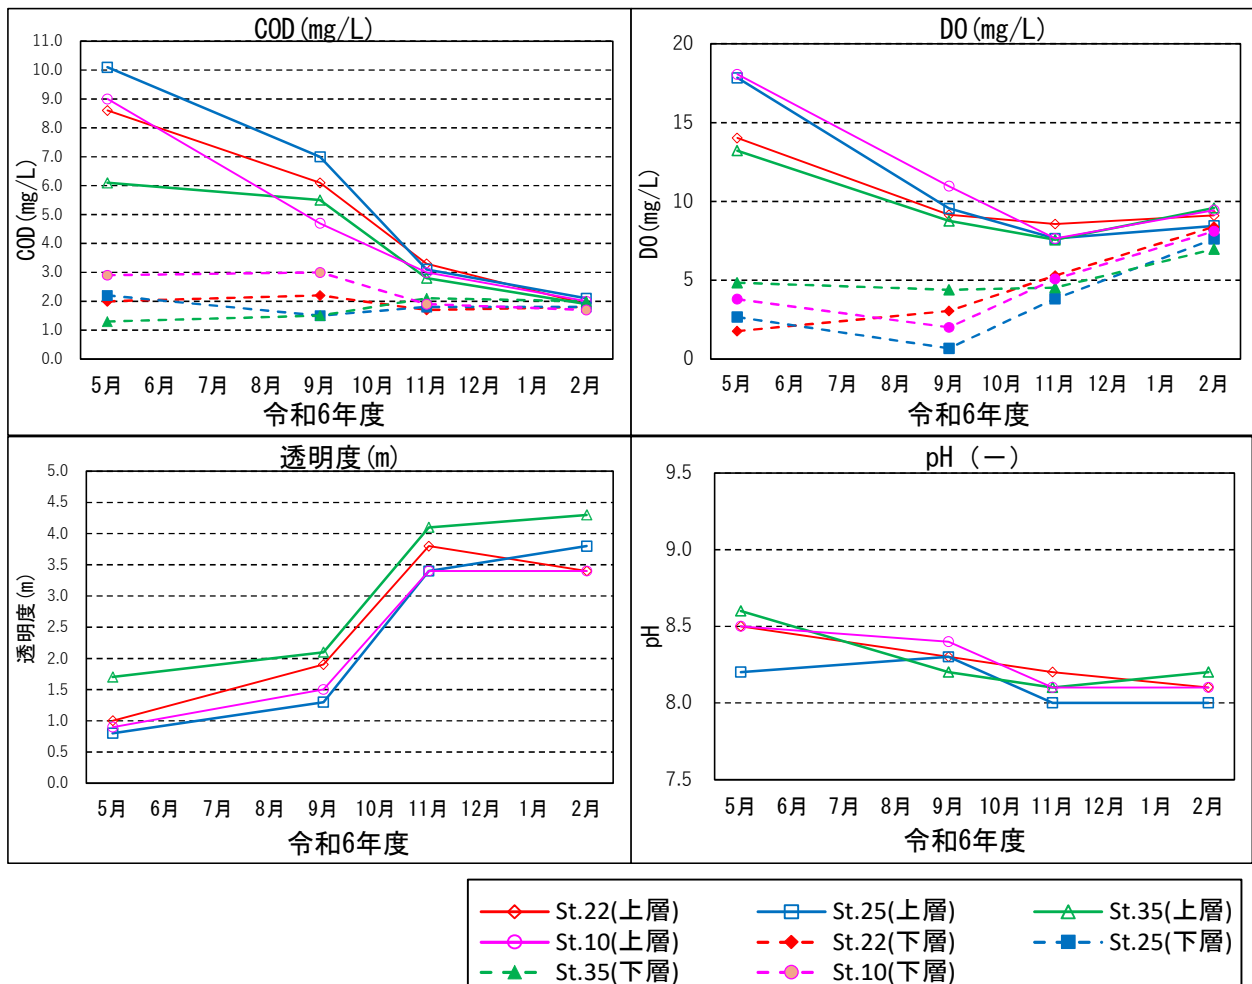 COD(mg/L)
11.0
10.0
9.0
8.0
7.0
6.0
5.0
4.0
3.0
2.0
1.0
0.0
COD(mg/L)
5月 6月 7月 8月 9月 10月 11月 12月 1月 2月
令和6年度
DO(mg/L)
20
15
10
5
0
DO(mg/L)
5月 6月 7月 8月 9月 10月 11月 12月 1月 2月
令和6年度
透明度(m)
5.0
4.5
4.0
3.5
3.0
2.5
2.0
1.5
1.0
0.5
0.0
透明度(m)
5月 6月 7月 8月 9月 10月 11月 12月 1月 2月
令和6年度
pH (－)
9.5
9.0
8.5
8.0
7.5
pH
5月 6月 7月 8月 9月 10月 11月 12月 1月 2月
令和6年度
St.22(上層) St.25(上層) St.35(上層)
St.10(上層) St.22(下層) St.25(下層)
St.35(下層) St.10(下層)